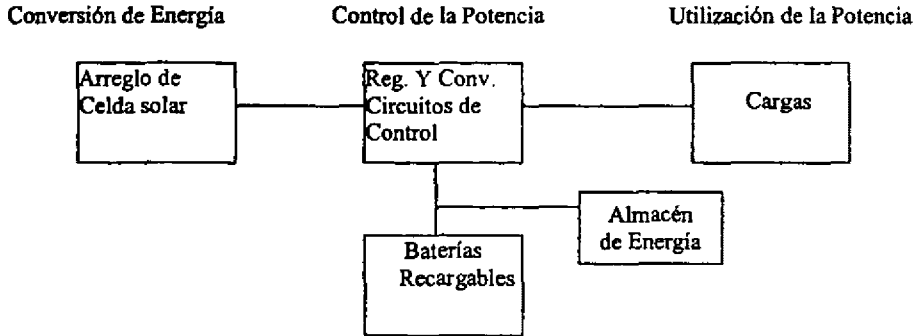 Conversión de Energía
Control de la Potencia
Utilización de la Potencia
Arreglo de
Celda solar
Reg. Y Conv.
Circuitos de
Control
Cargas
Almacén
de Energía
Baterías
Recargables